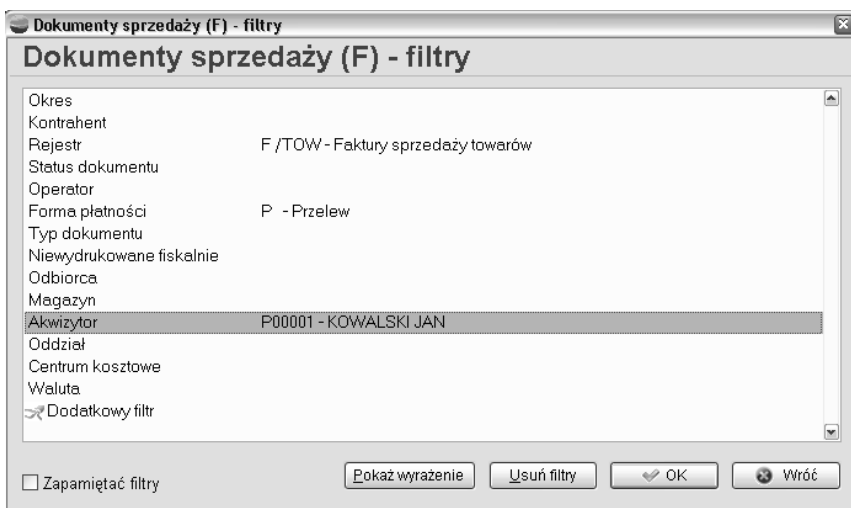 Dokumenty sprzedaży (F) - filtry
Dokumenty sprzedaży (F) - filtry
Okres
Kontrahent
Rejestr F /TOW - Faktury sprzedaży towarów
Status dokumentu
Operator
Forma płatności P - Przelew
Typ dokumentu
Niewydrukowane fiskalnie
Odbiorca
Magazyn
Akwizytor P00001 - KOWALSKI JAN
Oddział
Centrum kosztowe
Waluta
Dodatkowy filtr
Zapamiętać filtry Pokaż wyrażenie Usuń filtry OK Wróć